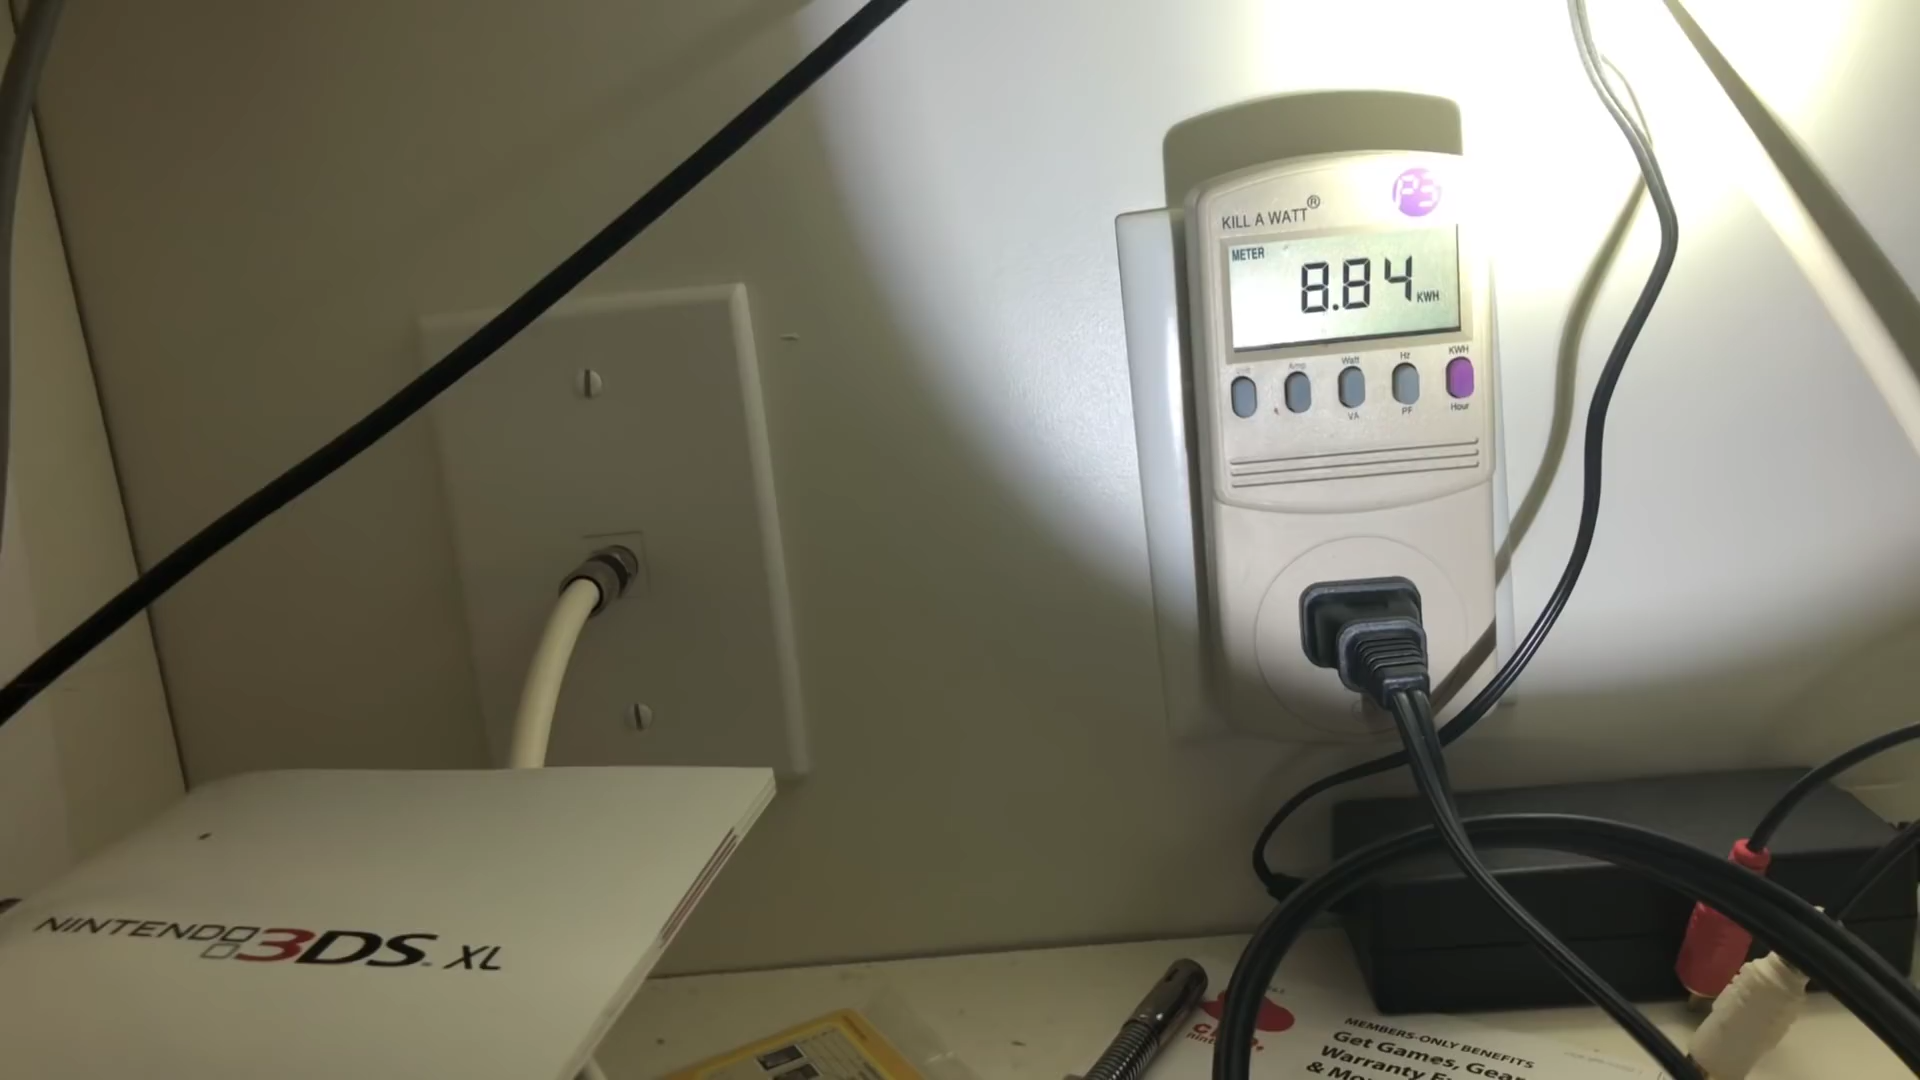 P3
KILL A WATT®
METER
8.84 KWH
Amp Watt Hz KWH
VA PF Hour
NINTENDO 3DS XL
MEMBERS-ONLY BENEFITS
Get Games, Gear
Warranty
& Mo